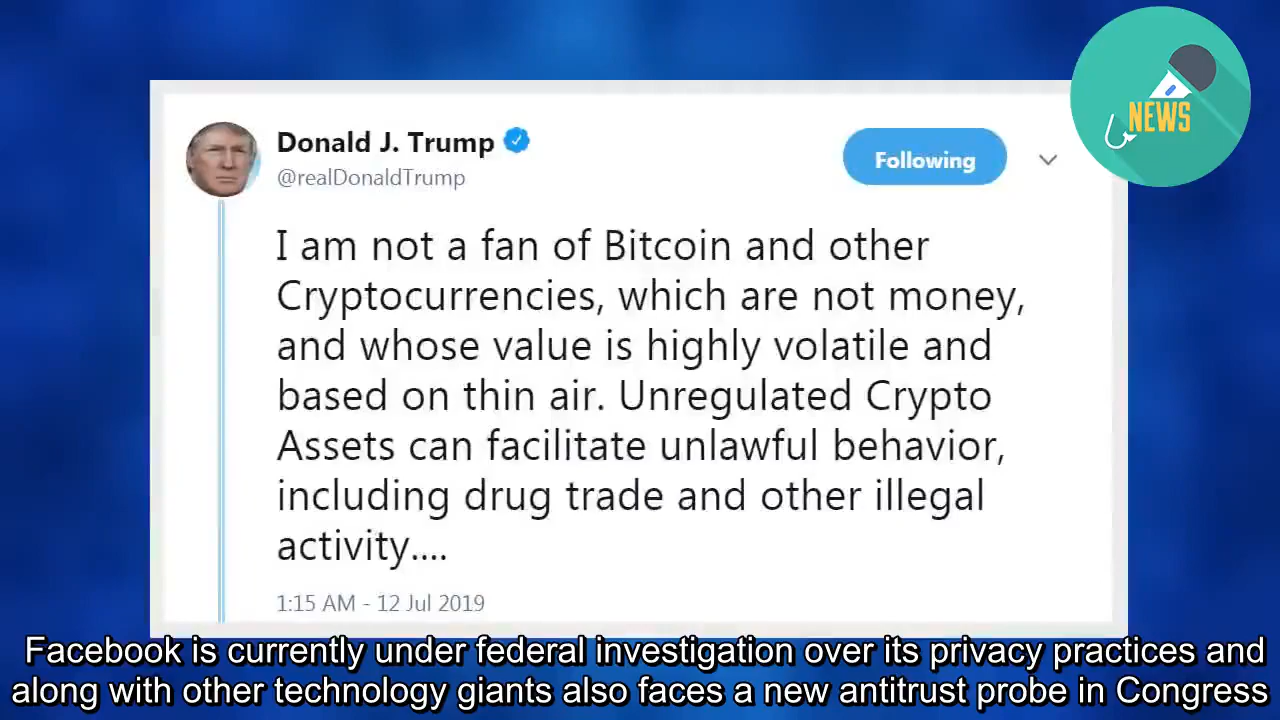 NEWS
Donald J. Trump
@realDonaldTrump
Following
I am not a fan of Bitcoin and other
Cryptocurrencies, which are not money,
and whose value is highly volatile and
based on thin air. Unregulated Crypto
Assets can facilitate unlawful behavior,
including drug trade and other illegal
activity....
1:15 AM - 12 Jul 2019
Facebook is currently under federal investigation over its privacy practices and
along with other technology giants also faces a new antitrust probe in Congress